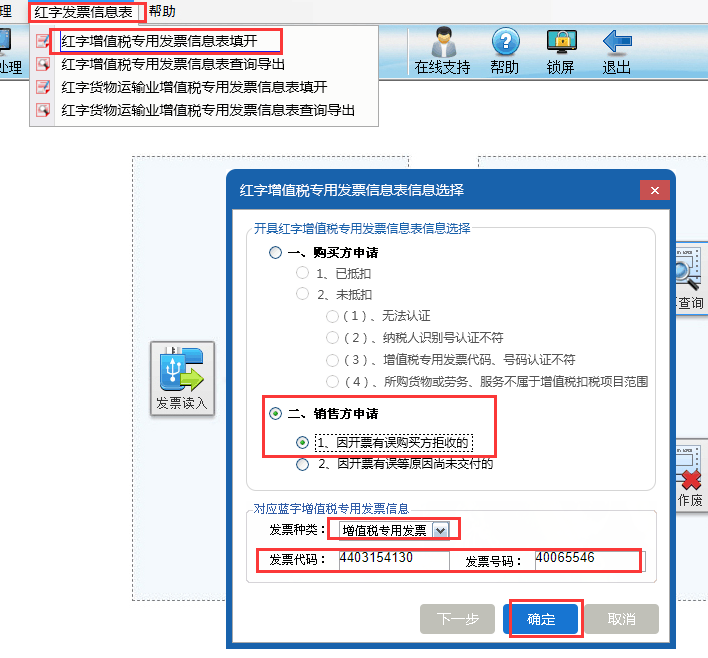 理 红字发票信息表 帮助
红字增值税专用发票信息表填开
红字增值税专用发票信息表查询导出
红字货物运输业增值税专用发票信息表填开
红字货物运输业增值税专用发票信息表查询导出
处理 在线支持 帮助 锁屏 退出
红字增值税专用发票信息表信息选择
开具红字增值税专用发票信息表信息选择
一、购买方申请
1、已抵扣
2、未抵扣
(1)、无法认证
(2)、纳税人识别号认证不符
(3)、增值税专用发票代码、号码认证不符
(4)、所购货物或劳务、服务不属于增值税扣税项目范围
二、销售方申请
1、因开票有误购买方拒收的
2、因开票有误等原因尚未交付的
对应蓝字增值税专用发票信息
发票种类: 增值税专用发票
发票代码: 4403154130 发票号码: 40065546
下一步 确定 取消
发票读入
查询
作废